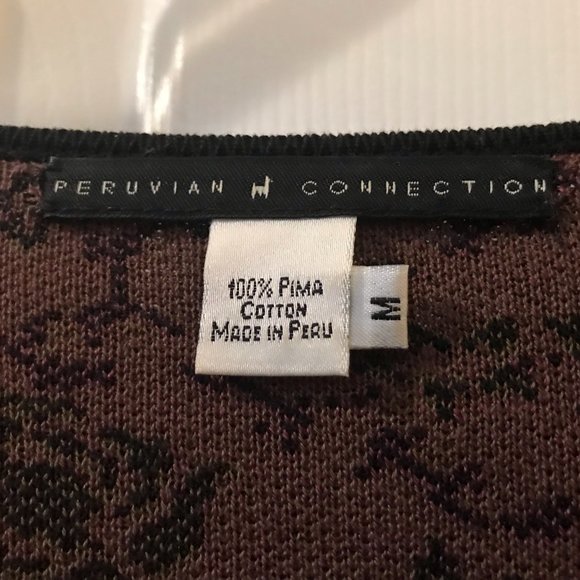 PERUVIAN CONNECTION
100% PIMA
COTTON
MADE IN PERU
M